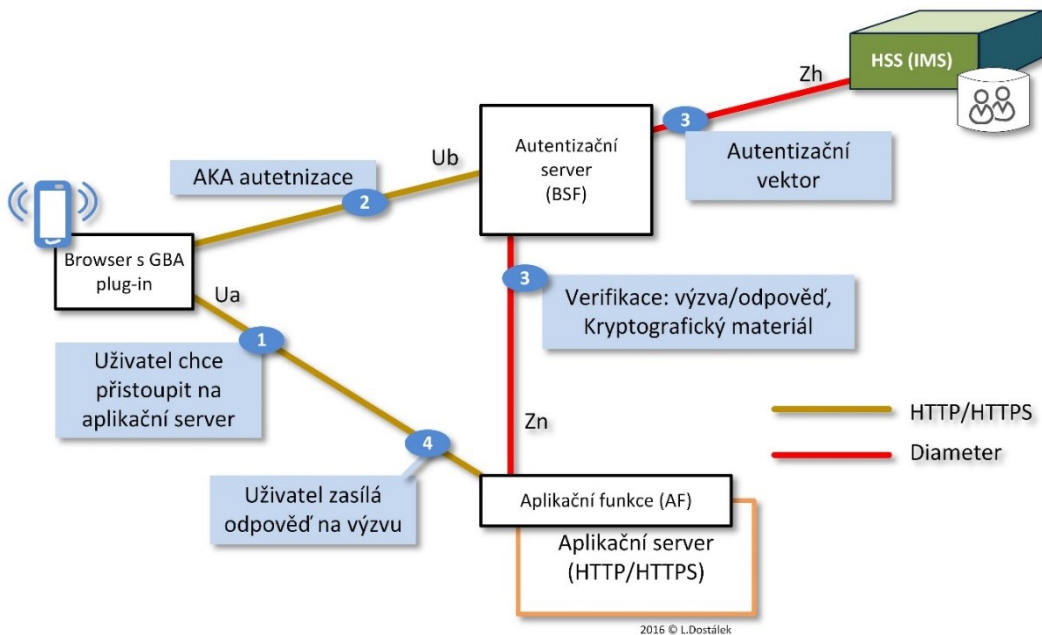 HSS (IMS)
Zh
3
Autentizační
vektor
Autentizační
server
(BSF)
Ub
AKA autetnizace
2
Browser s GBA
plug-in
Ua
3
Verifikace: výzva/odpověď,
Kryptografický materiál
1
Uživatel chce
přistoupit na
aplikační server
Zn
HTTP/HTTPS
Diameter
4
Uživatel zasílá
odpověď na výzvu
Aplikační funkce (AF)
Aplikační server
(HTTP/HTTPS)
2016 © L.Dostálek